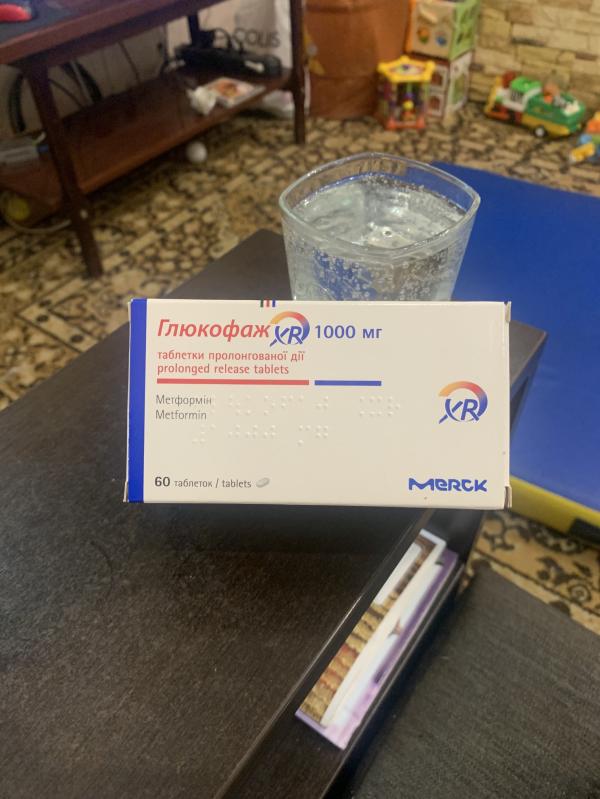 Глюкофаж XR 1000 мг
таблетки пролонгованої дії
prolonged release tablets
Метформін
Metformin
XR
60 таблеток / tablets
Merck